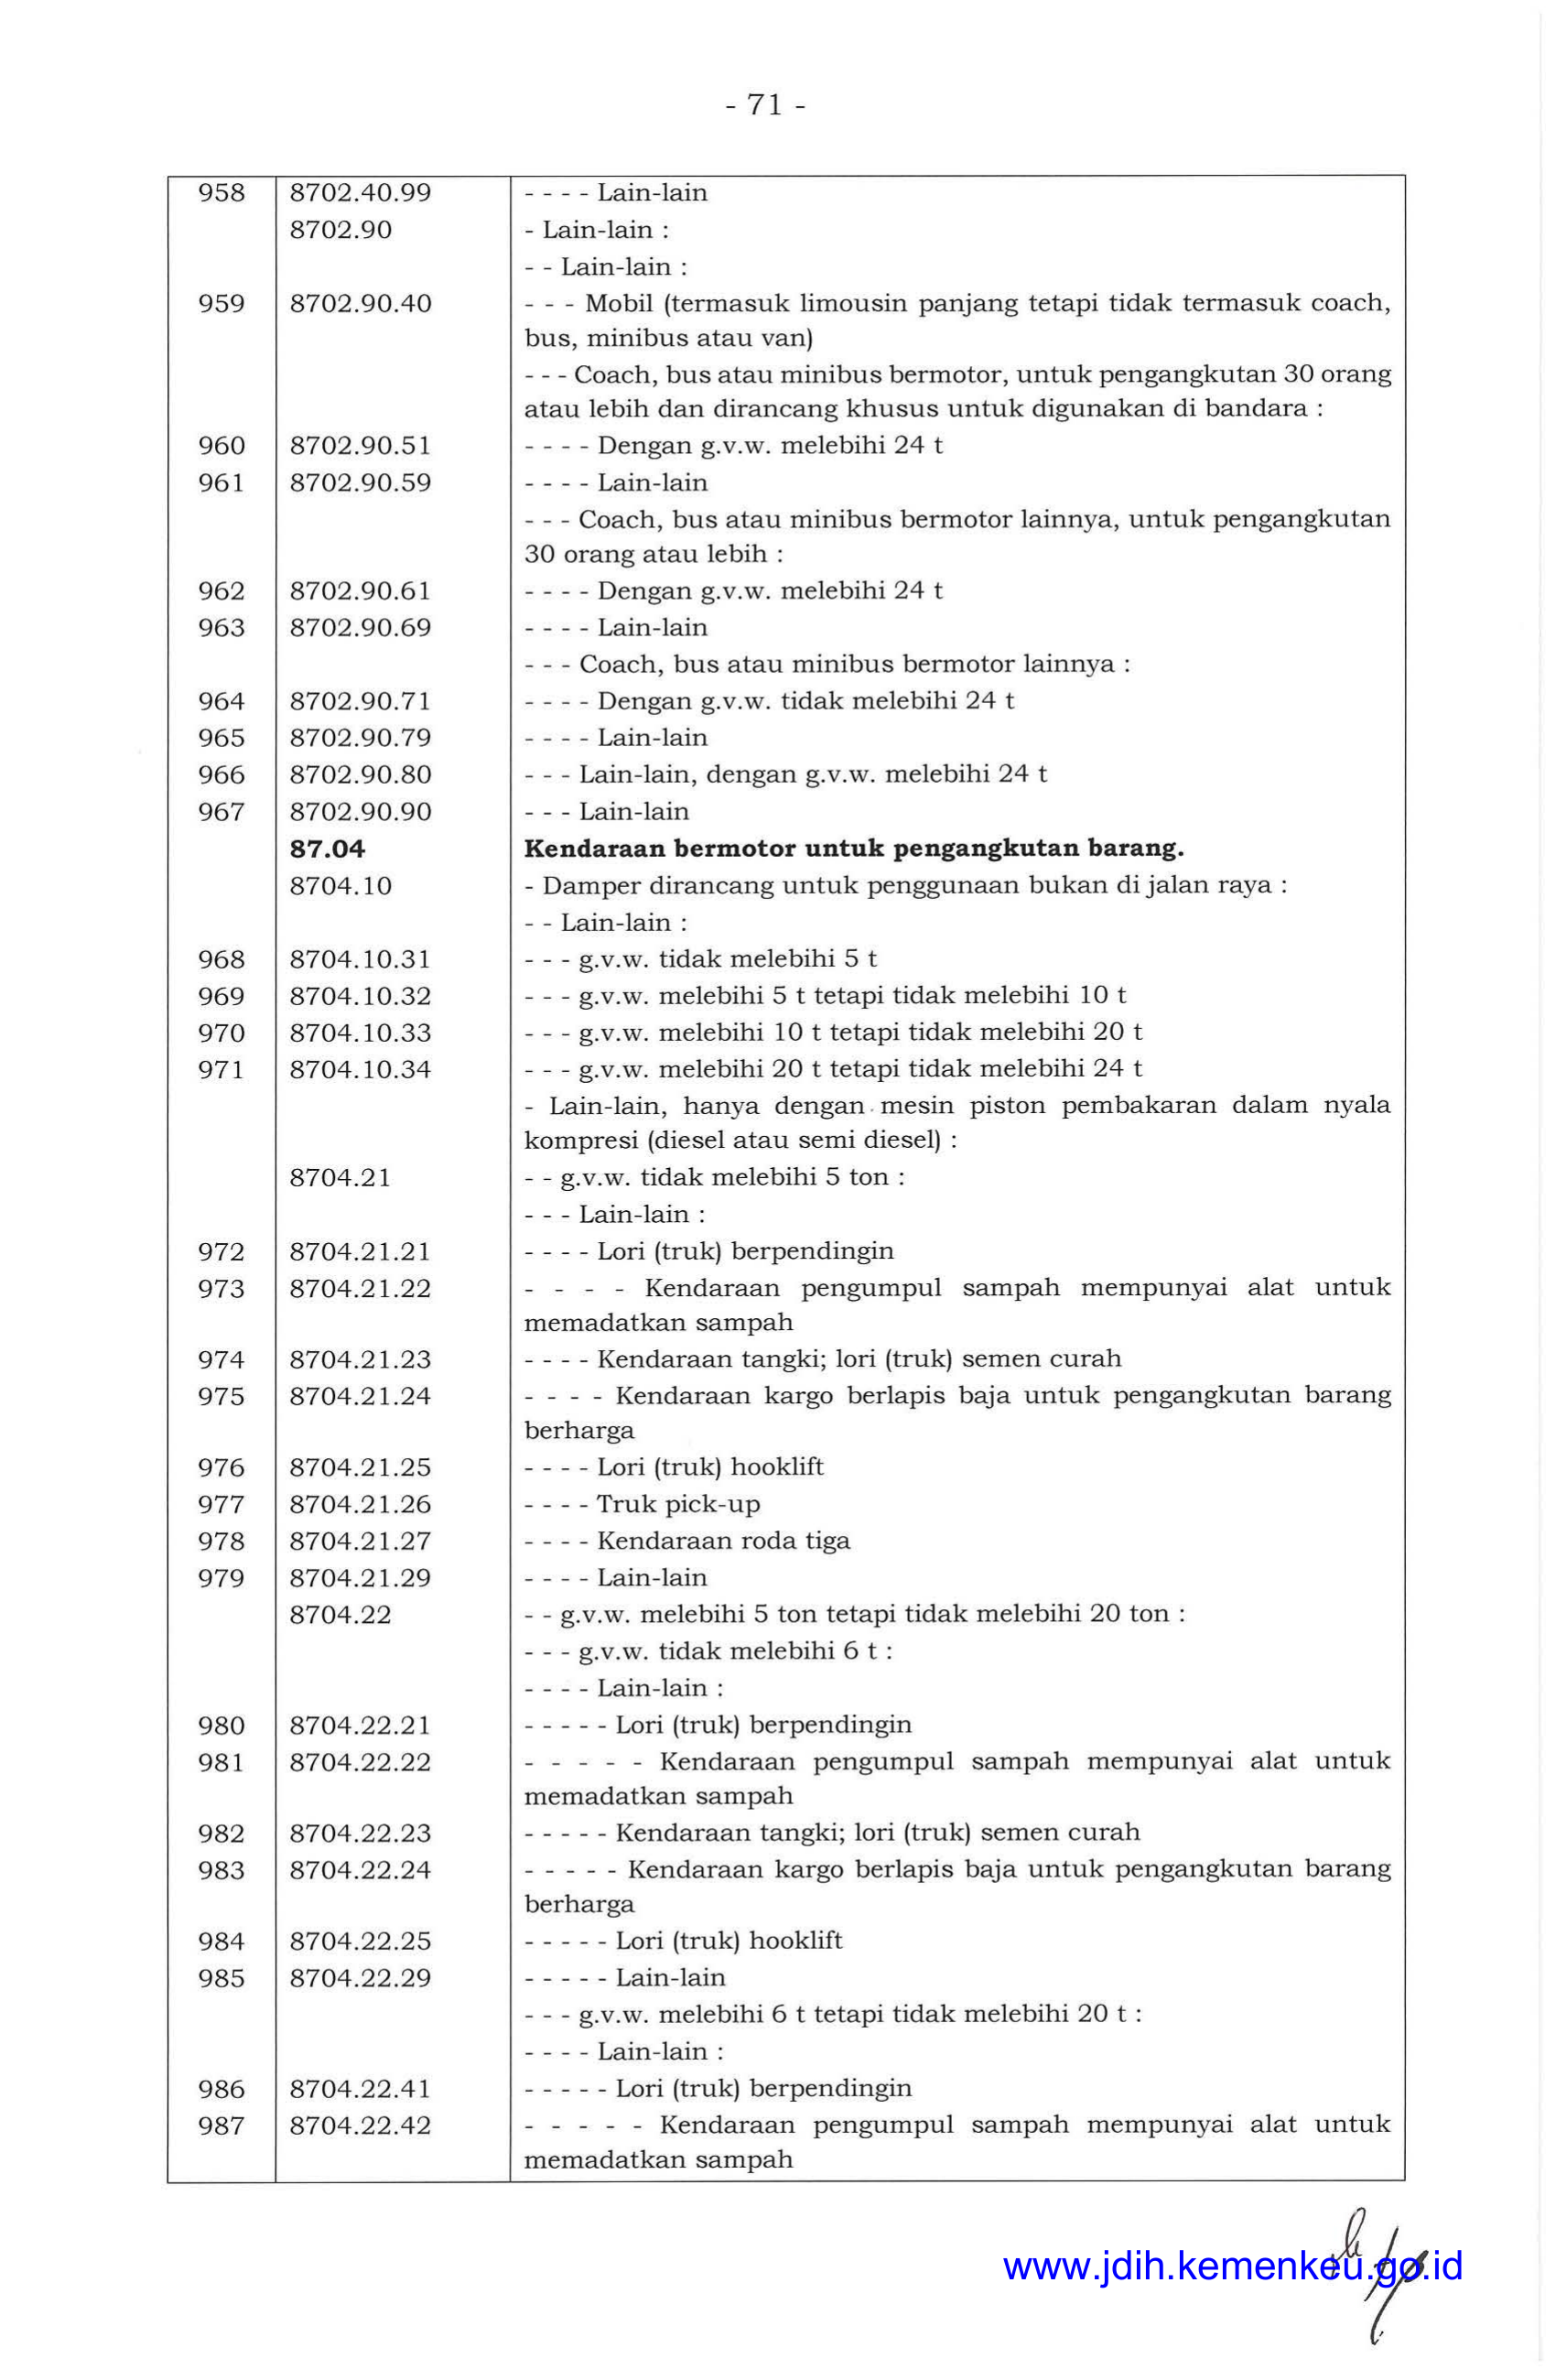 - 71 -
958 8702.40.99 - - - - Lain-lain
8702.90 - Lain-lain :
- - Lain-lain :
959 8702.90.40 - - - Mobil (termasuk limousin panjang tetapi tidak termasuk coach,
bus, minibus atau van)
- - - Coach, bus atau minibus bermotor, untuk pengangkutan 30 orang
atau lebih dan dirancang khusus untuk digunakan di bandara :
960 8702.90.51 - - - - Dengan g.v.w. melebihi 24 t
961 8702.90.59 - - - - Lain-lain
- - - Coach, bus atau minibus bermotor lainnya, untuk pengangkutan
30 orang atau lebih :
962 8702.90.61 - - - - Dengan g.v.w. melebihi 24 t
963 8702.90.69 - - - - Lain-lain
- - - Coach, bus atau minibus bermotor lainnya :
964 8702.90.71 - - - - Dengan g.v.w. tidak melebihi 24 t
965 8702.90.79 - - - - Lain-lain
966 8702.90.80 - - - Lain-lain, dengan g.v.w. melebihi 24 t
967 8702.90.90 - - - Lain-lain
87.04 Kendaraan bermotor untuk pengangkutan barang.
8704.10 - Damper dirancang untuk penggunaan bukan di jalan raya :
- - Lain-lain :
968 8704.10.31 - - - g.v.w. tidak melebihi 5 t
969 8704.10.32 - - - g.v.w. melebihi 5 t tetapi tidak melebihi 10 t
970 8704.10.33 - - - g.v.w. melebihi 10 t tetapi tidak melebihi 20 t
971 8704.10.34 - - - g.v.w. melebihi 20 t tetapi tidak melebihi 24 t
- Lain-lain, hanya dengan mesin piston pembakaran dalam nyala
kompresi (diesel atau semi diesel) :
8704.21 - - g.v.w. tidak melebihi 5 ton :
- - - Lain-lain :
972 8704.21.21 - - - - Lori (truk) berpendingin
973 8704.21.22 - - - - Kendaraan pengumpul sampah mempunyai alat untuk
memadatkan sampah
974 8704.21.23 - - - - Kendaraan tangki; lori (truk) semen curah
975 8704.21.24 - - - - Kendaraan kargo berlapis baja untuk pengangkutan barang
berharga
976 8704.21.25 - - - - Lori (truk) hooklift
977 8704.21.26 - - - - Truk pick-up
978 8704.21.27 - - - - Kendaraan roda tiga
979 8704.21.29 - - - - Lain-lain
8704.22 - - g.v.w. melebihi 5 ton tetapi tidak melebihi 20 ton :
- - - g.v.w. tidak melebihi 6 t :
- - - - Lain-lain :
980 8704.22.21 - - - - - Lori (truk) berpendingin
981 8704.22.22 - - - - - Kendaraan pengumpul sampah mempunyai alat untuk
memadatkan sampah
982 8704.22.23 - - - - - Kendaraan tangki; lori (truk) semen curah
983 8704.22.24 - - - - - Kendaraan kargo berlapis baja untuk pengangkutan barang
berharga
984 8704.22.25 - - - - - Lori (truk) hooklift
985 8704.22.29 - - - - - Lain-lain
- - - g.v.w. melebihi 6 t tetapi tidak melebihi 20 t :
- - - - Lain-lain :
986 8704.22.41 - - - - - Lori (truk) berpendingin
987 8704.22.42 - - - - - Kendaraan pengumpul sampah mempunyai alat untuk
memadatkan sampah
www.jdih.kemenkeu.go.id